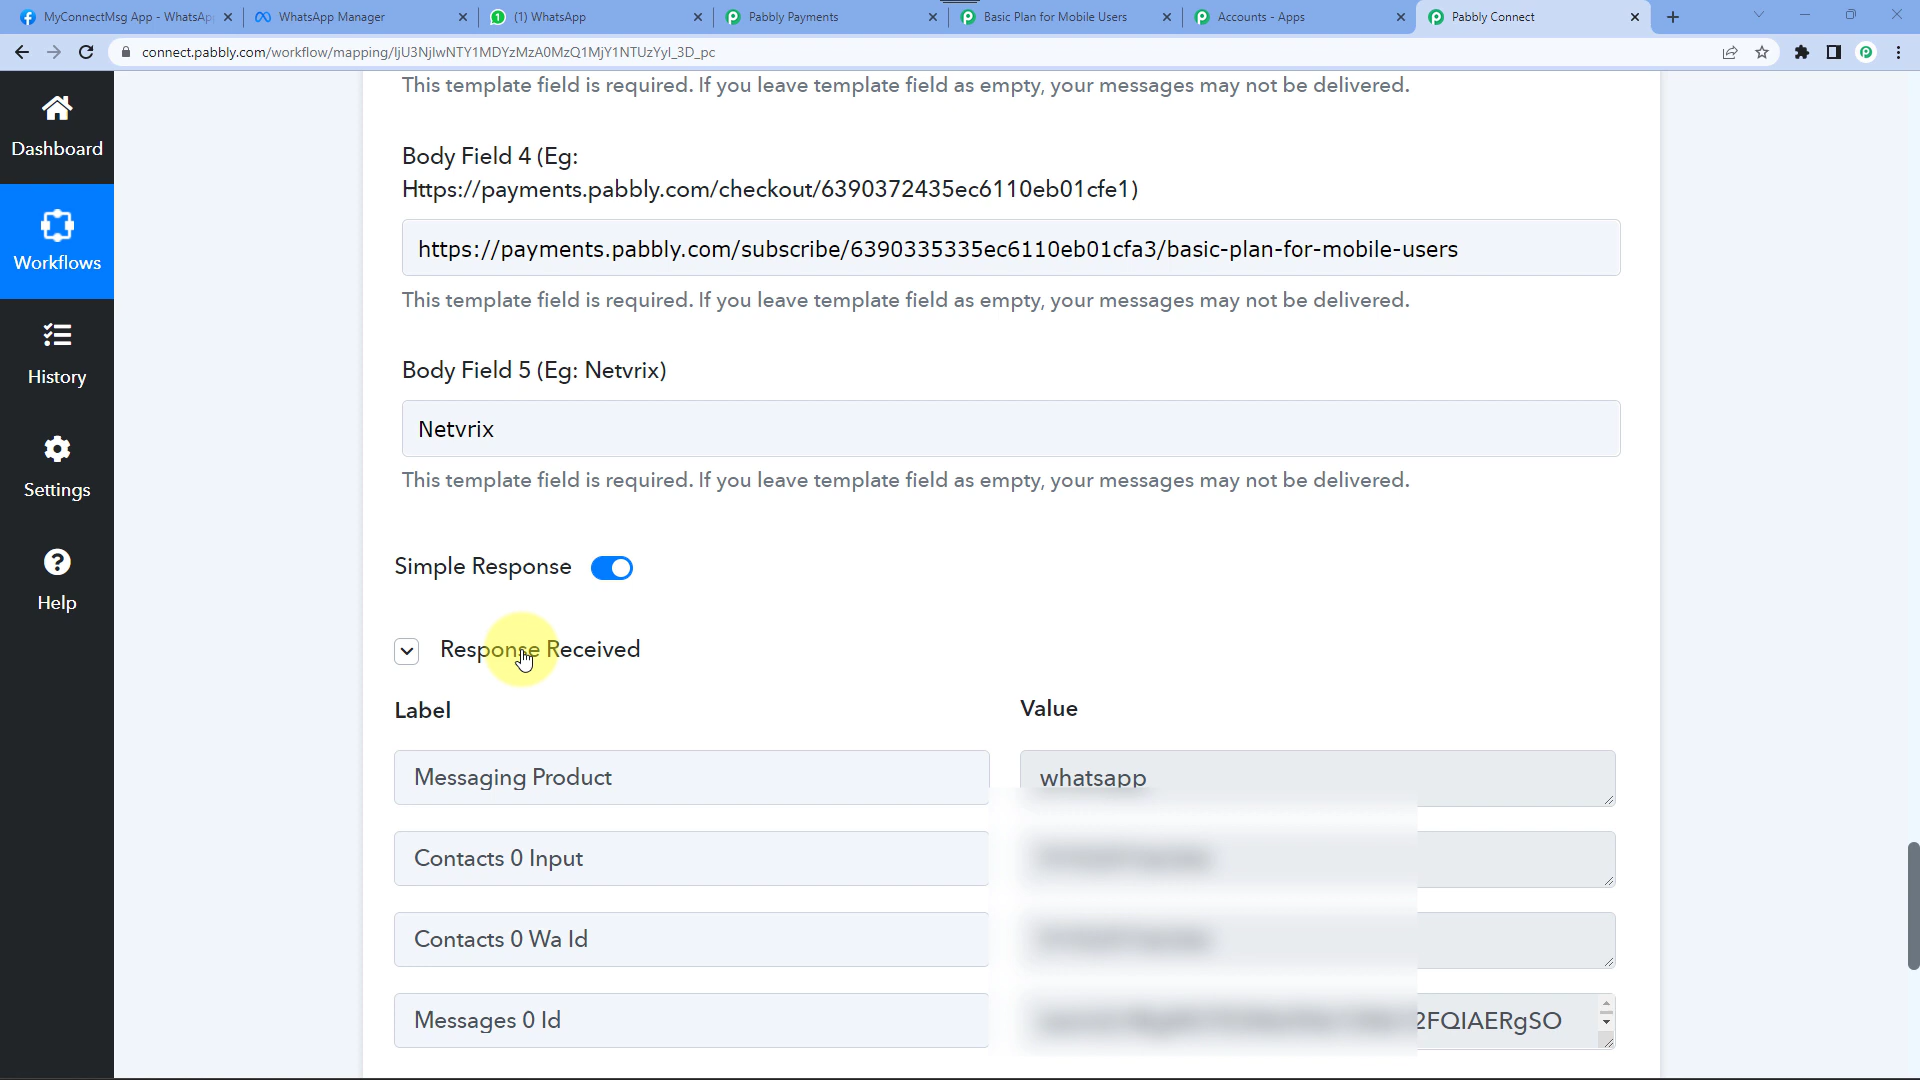 MyConnectMsg App - WhatsAp
WhatsApp Manager
(1) WhatsApp
Pabbly Payments
Basic Plan for Mobile Users
Accounts - Apps
Pabbly Connect
connect.pabbly.com/workflow/mapping/IjU3NjIwNTY1MDYzMzA0MzQ1MjY1NTUzYyI_3D_pc
This template field is required. If you leave template field as empty, your messages may not be delivered.
Dashboard
Workflows
History
Settings
Help
Body Field 4 (Eg:
Https://payments.pabbly.com/checkout/6390372435ec6110eb01cfe1)
https://payments.pabbly.com/subscribe/6390335335ec6110eb01cfa3/basic-plan-for-mobile-users
This template field is required. If you leave template field as empty, your messages may not be delivered.
Body Field 5 (Eg: Netvrix)
Netvrix
This template field is required. If you leave template field as empty, your messages may not be delivered.
Simple Response
Response Received
Label
Value
Messaging Product
whatsapp
Contacts 0 Input
Contacts 0 Wa Id
Messages 0 Id
2FQIAERgSO